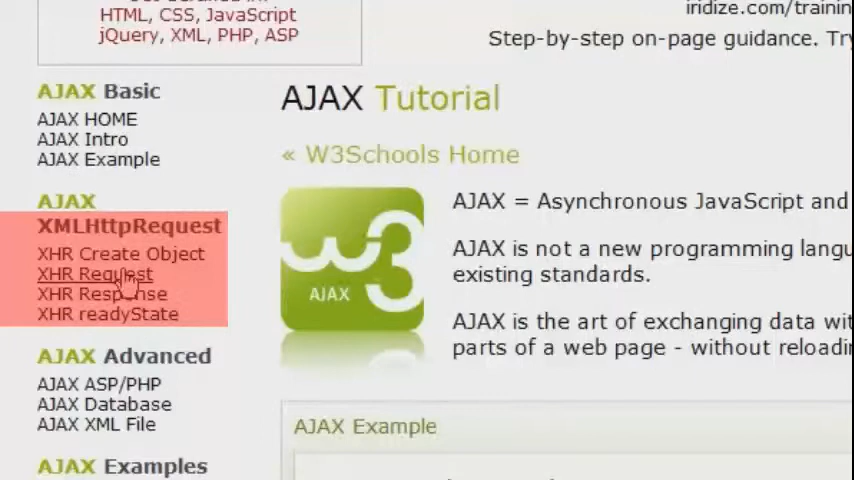 HTML, CSS, JavaScript
jQuery, XML, PHP, ASP
iridize.com/trainin
Step-by-step on-page guidance. Try
AJAX Basic
AJAX HOME
AJAX Intro
AJAX Example
AJAX
XMLHttpRequest
XHR Create Object
XHR Request
XHR Response
XHR readyState
AJAX Advanced
AJAX ASP/PHP
AJAX Database
AJAX XML File
AJAX Examples
AJAX Tutorial
« W3Schools Home
w3
AJAX
AJAX = Asynchronous JavaScript and
AJAX is not a new programming langu
existing standards.
AJAX is the art of exchanging data wit
parts of a web page - without reloadin
AJAX Example